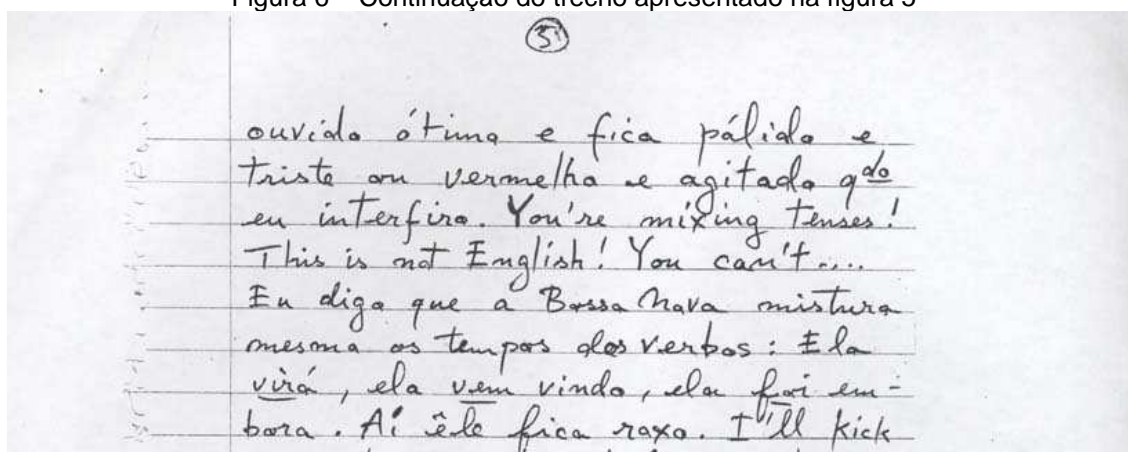 Figura 6 – Continuação do trecho apresentado na figura 5
5
ouvido ótimo e fica pálido e
triste ou vermelho e agitado qdo
eu interfiro. You're mixing tenses!
This is not English! You can't....
Eu digo que a Bossa Nova mistura
mesmo os tempos dos verbos: Ela
virá, ela vem vindo, ela foi em-
bora. Aí êle fica roxo. I'll kick